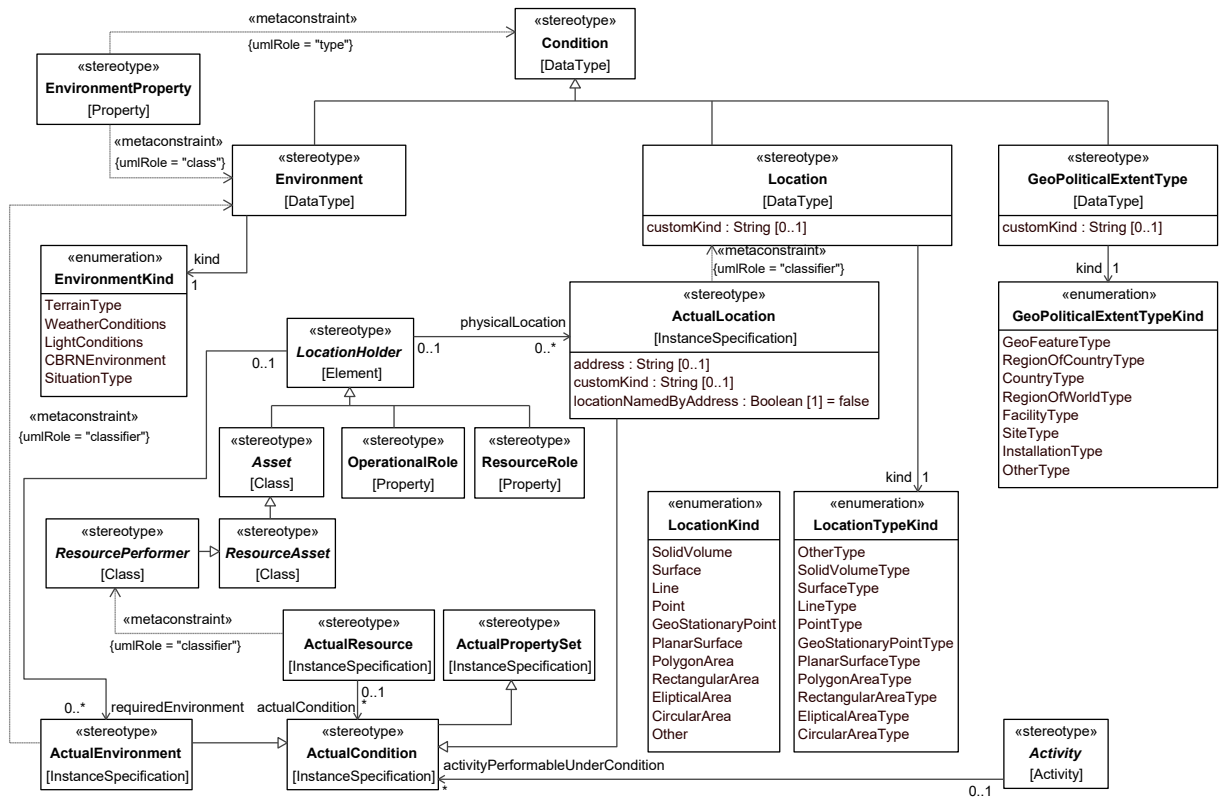 «metaconstraint»
{umlRole = "type"}
«stereotype»
Condition
[DataType]
«stereotype»
EnvironmentProperty
[Property]
«metaconstraint»
{umlRole = "class"}
«stereotype»
Environment
[DataType]
«stereotype»
Location
[DataType]
customKind : String [0..1]
«stereotype»
GeoPoliticalExtentType
[DataType]
customKind : String [0..1]
kind
1
«enumeration»
EnvironmentKind
TerrainType
WeatherConditions
LightConditions
CBRNEnvironment
SituationType
«metaconstraint»
{umlRole = "classifier"}
kind
1
«enumeration»
GeoPoliticalExtentTypeKind
GeoFeatureType
RegionOfCountryType
CountryType
RegionOfWorldType
FacilityType
SiteType
InstallationType
OtherType
«stereotype»
ActualLocation
[InstanceSpecification]
address : String [0..1]
customKind : String [0..1]
locationNamedByAddress : Boolean [1] = false
physicalLocation
0..1
0..*
«stereotype»
LocationHolder
[Element]
0..1
«metaconstraint»
{umlRole = "classifier"}
«stereotype»
Asset
[Class]
«stereotype»
OperationalRole
[Property]
«stereotype»
ResourceRole
[Property]
kind
1
«enumeration»
LocationKind
SolidVolume
Surface
Line
Point
GeoStationaryPoint
PlanarSurface
PolygonArea
RectangularArea
ElipticalArea
CircularArea
Other
«enumeration»
LocationTypeKind
OtherType
SolidVolumeType
SurfaceType
LineType
PointType
GeoStationaryPointType
PlanarSurfaceType
PolygonAreaType
RectangularAreaType
ElipticalAreaType
CircularAreaType
«stereotype»
ResourcePerformer
[Class]
«stereotype»
ResourceAsset
[Class]
«metaconstraint»
{umlRole = "classifier"}
«stereotype»
ActualResource
[InstanceSpecification]
«stereotype»
ActualPropertySet
[InstanceSpecification]
0..1
0..*
requiredEnvironment
actualCondition
*
«stereotype»
ActualEnvironment
[InstanceSpecification]
«stereotype»
ActualCondition
[InstanceSpecification]
activityPerformableUnderCondition
*
0..1
«stereotype»
Activity
[Activity]